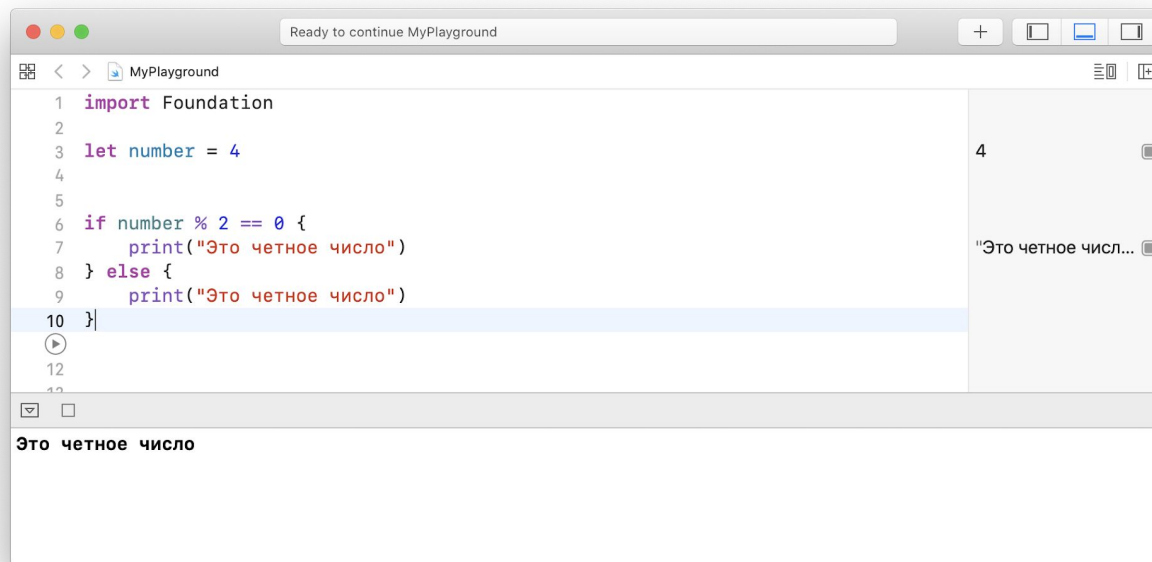 Ready to continue MyPlayground
MyPlayground
1 import Foundation
2
3 let number = 4
4
4
5
6 if number % 2 == 0 {
7 print("Это четное число")
"Это четное числ...
8 } else {
9 print("Это четное число")
10 }
12
Это четное число